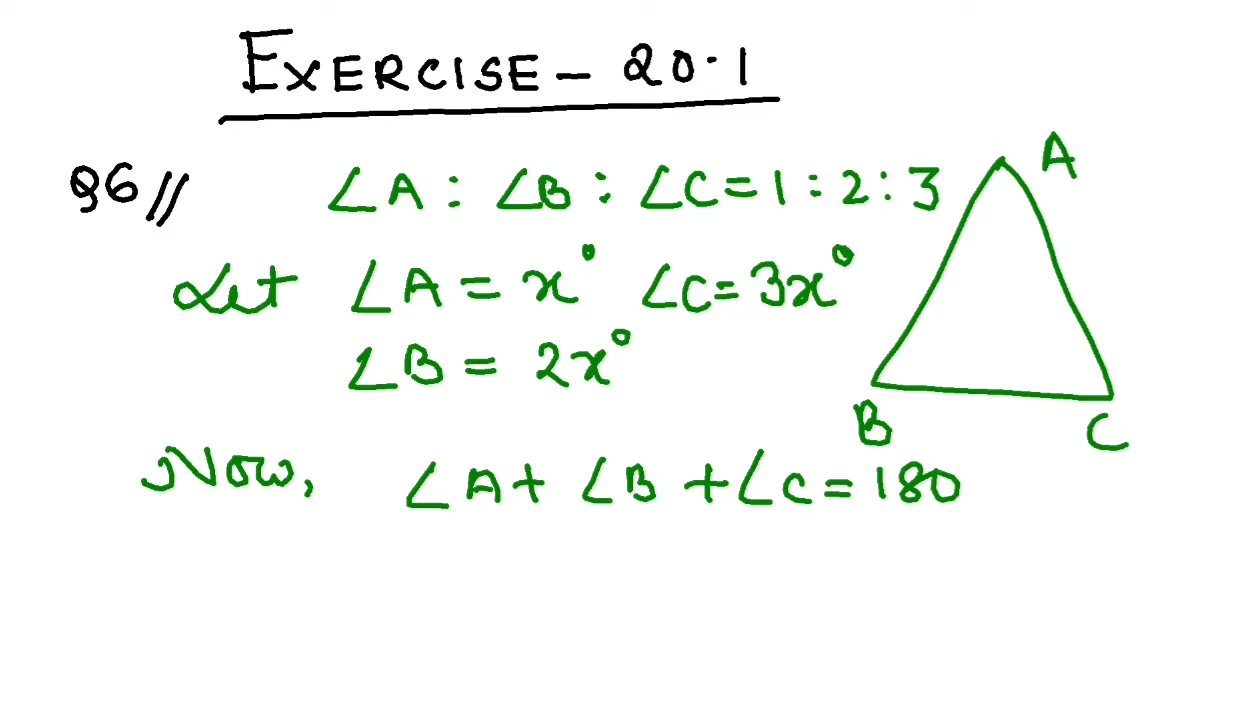 EXERCISE – 20.1
Q6// ∠A : ∠B : ∠C = 1 : 2 : 3
Let ∠A = x° ∠C = 3x°
∠B = 2x°
Now, ∠A + ∠B + ∠C = 180
A
B
C